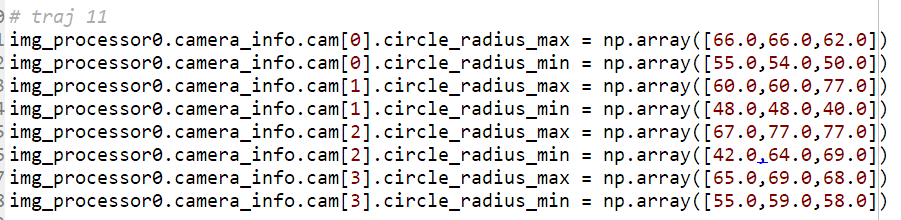 # traj 11
img_processor0.camera_info.cam[0].circle_radius_max = np.array([66.0,66.0,62.0])
img_processor0.camera_info.cam[0].circle_radius_min = np.array([55.0,54.0,50.0])
img_processor0.camera_info.cam[1].circle_radius_max = np.array([60.0,60.0,77.0])
img_processor0.camera_info.cam[1].circle_radius_min = np.array([48.0,48.0,40.0])
img_processor0.camera_info.cam[2].circle_radius_max = np.array([67.0,77.0,77.0])
img_processor0.camera_info.cam[2].circle_radius_min = np.array([42.0,64.0,69.0])
img_processor0.camera_info.cam[3].circle_radius_max = np.array([65.0,69.0,68.0])
img_processor0.camera_info.cam[3].circle_radius_min = np.array([55.0,59.0,58.0])